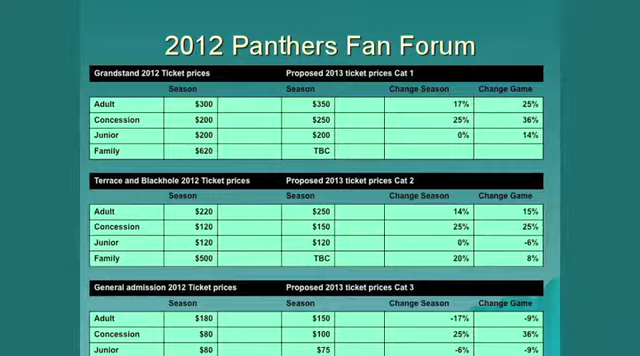 2012 Panthers Fan Forum
Grandstand 2012 Ticket prices Proposed 2013 ticket prices Cat 1
Season Season Change Season Change Game
Adult $300 $350 17% 25%
Concession $200 $250 25% 36%
Junior $200 $200 0% 14%
Family $620 TBC
Terrace and Blackhole 2012 Ticket prices Proposed 2013 ticket prices Cat 2
Season Season Change Season Change Game
Adult $220 $250 14% 15%
Concession $120 $150 25% 25%
Junior $120 $120 0% -6%
Family $500 TBC 20% 8%
General admission 2012 Ticket prices Proposed 2013 ticket prices Cat 3
Season Season Change Season Change Game
Adult $180 $150 -17% -9%
Concession $80 $100 25% 36%
Junior $80 $75 -6% -9%